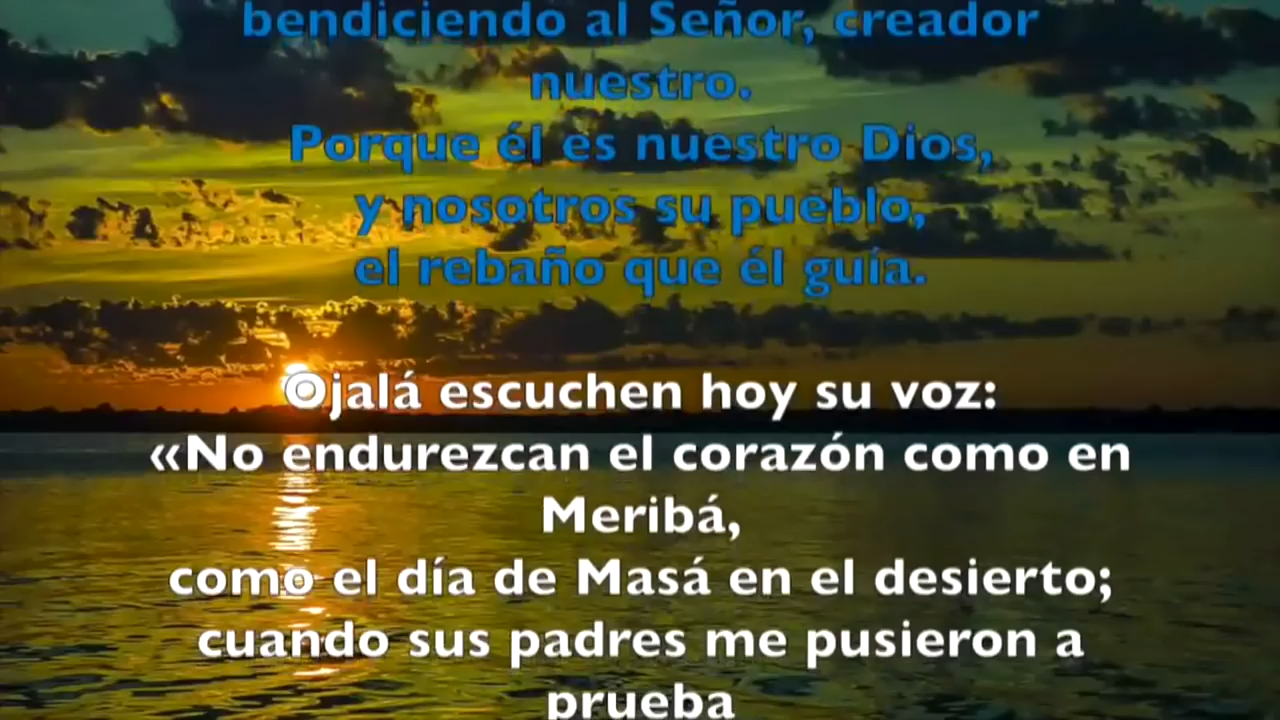 bendiciendo al Señor, creador
nuestro.
Porque él es nuestro Dios,
y nosotros su pueblo,
el rebaño que él guía.
Ojalá escuchen hoy su voz:
«No endurezcan el corazón como en
Meribá,
como el día de Masá en el desierto;
cuando sus padres me pusieron a
prueba